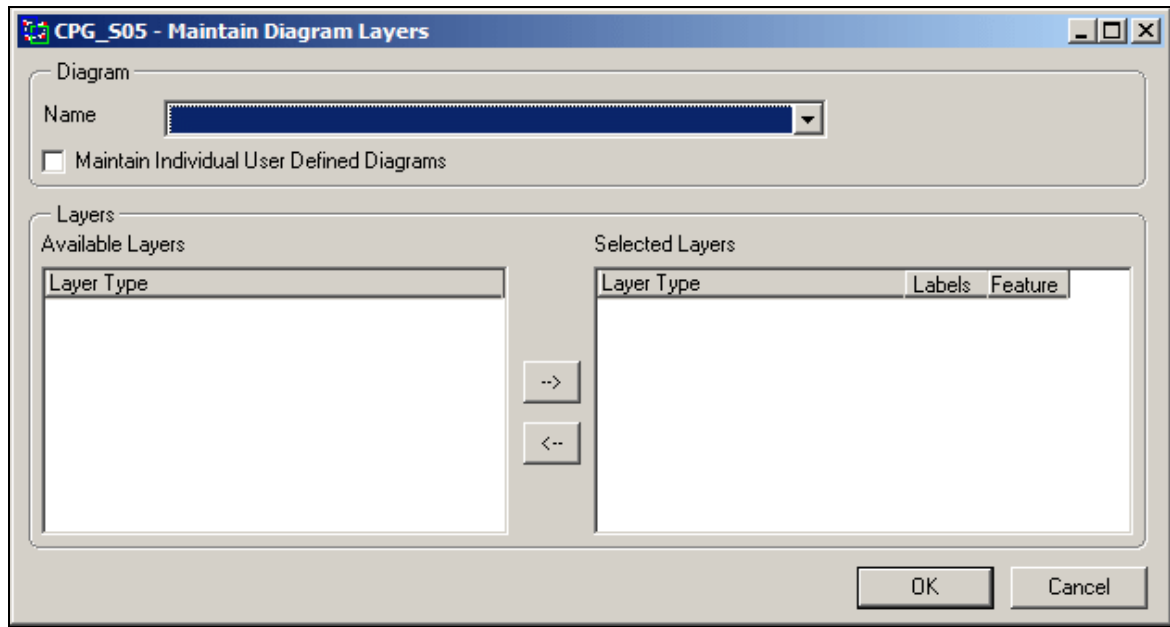 CPG_S05 - Maintain Diagram Layers
Diagram
Name
Maintain Individual User Defined Diagrams
Layers
Available Layers
Selected Layers
Layer Type
Layer Type Labels Feature
-->
<--
OK Cancel